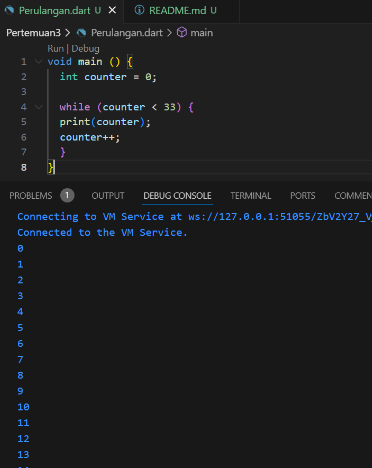 Perulangan.dart U
README.md U
Pertemuan3 > Perulangan.dart > main
Run | Debug
1 void main () {
2 int counter = 0;
3
4 while (counter < 33) {
5 print(counter);
6 counter++;
7 }
8 }
PROBLEMS 1 OUTPUT DEBUG CONSOLE TERMINAL PORTS COMMEN
Connecting to VM Service at ws://127.0.0.1:51055/ZbV2Y27_V
Connected to the VM Service.
0
1
2
3
4
5
6
7
8
9
10
11
12
13